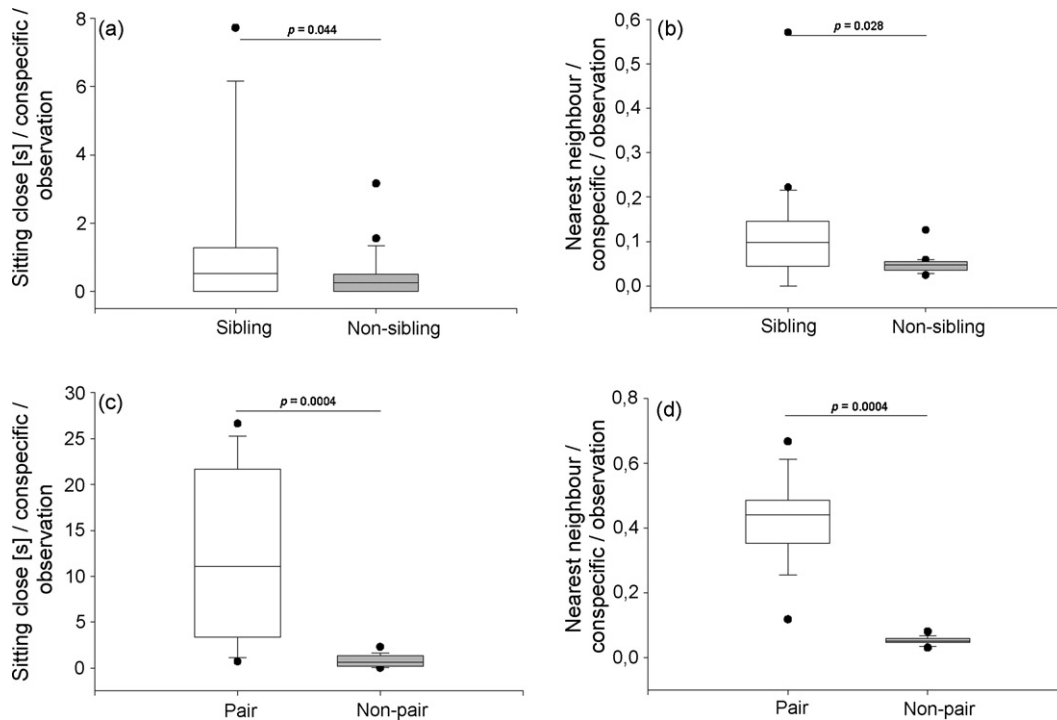 (a)
p = 0.044
Sitting close [s] / conspecific /
observation
8
6
4
2
0
Sibling
Non-sibling
(b)
p = 0.028
Nearest neighbour /
conspecific / observation
0,6
0,5
0,4
0,3
0,2
0,1
0,0
Sibling
Non-sibling
(c)
p = 0.0004
Sitting close [s] / conspecific /
observation
30
25
20
15
10
5
0
Pair
Non-pair
(d)
p = 0.0004
Nearest neighbour /
conspecific / observation
0,8
0,6
0,4
0,2
0,0
Pair
Non-pair